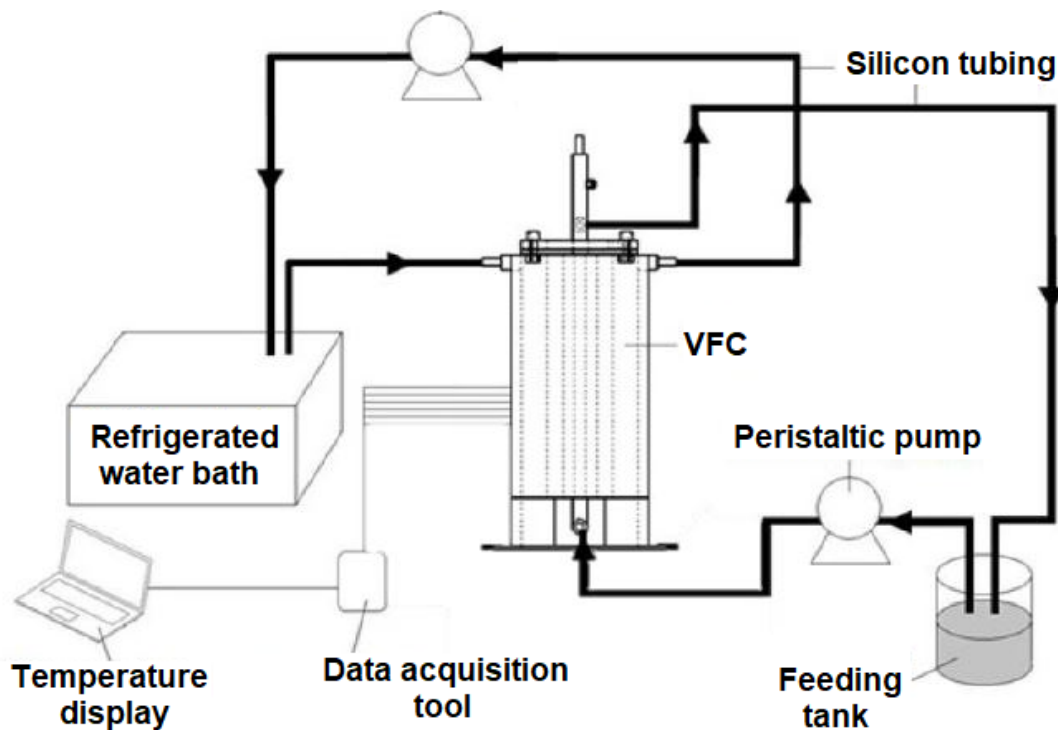 Silicon tubing
VFC
Peristaltic pump
Refrigerated
water bath
Temperature
display
Data acquisition
tool
Feeding
tank